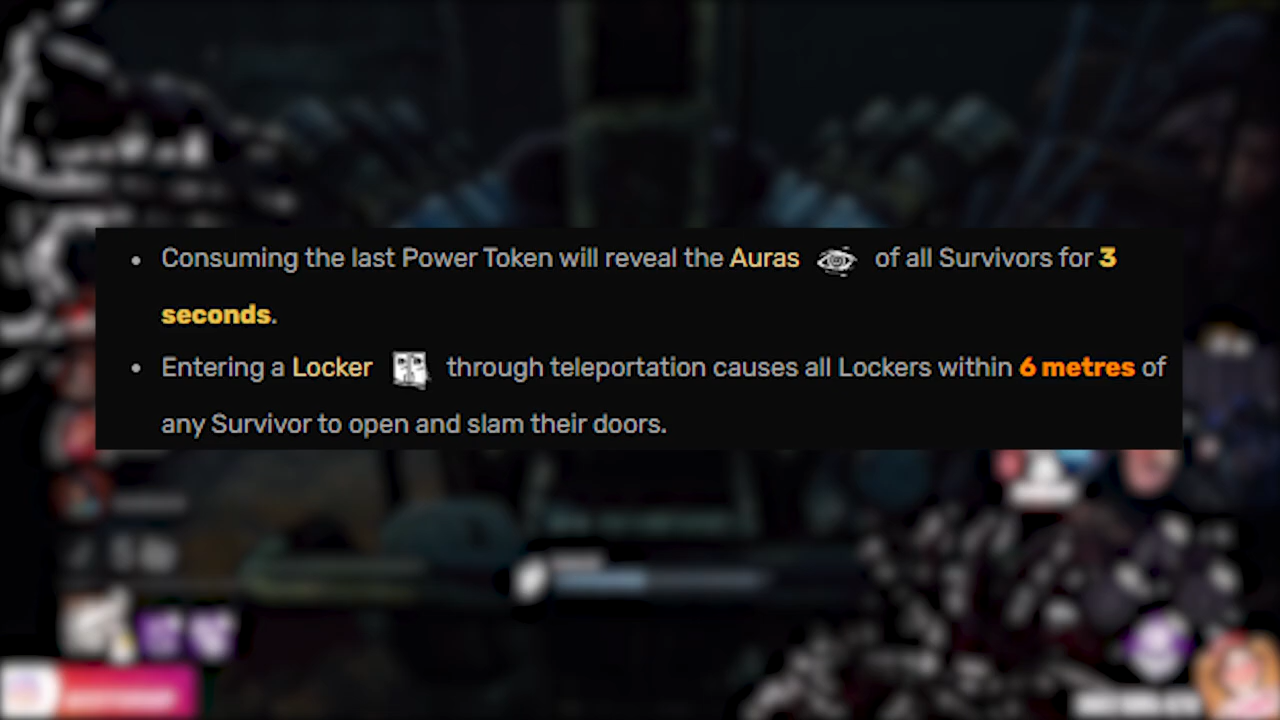 Consuming the last Power Token will reveal the Auras of all Survivors for 3
seconds.
Entering a Locker through teleportation causes all Lockers within 6 metres of
any Survivor to open and slam their doors.